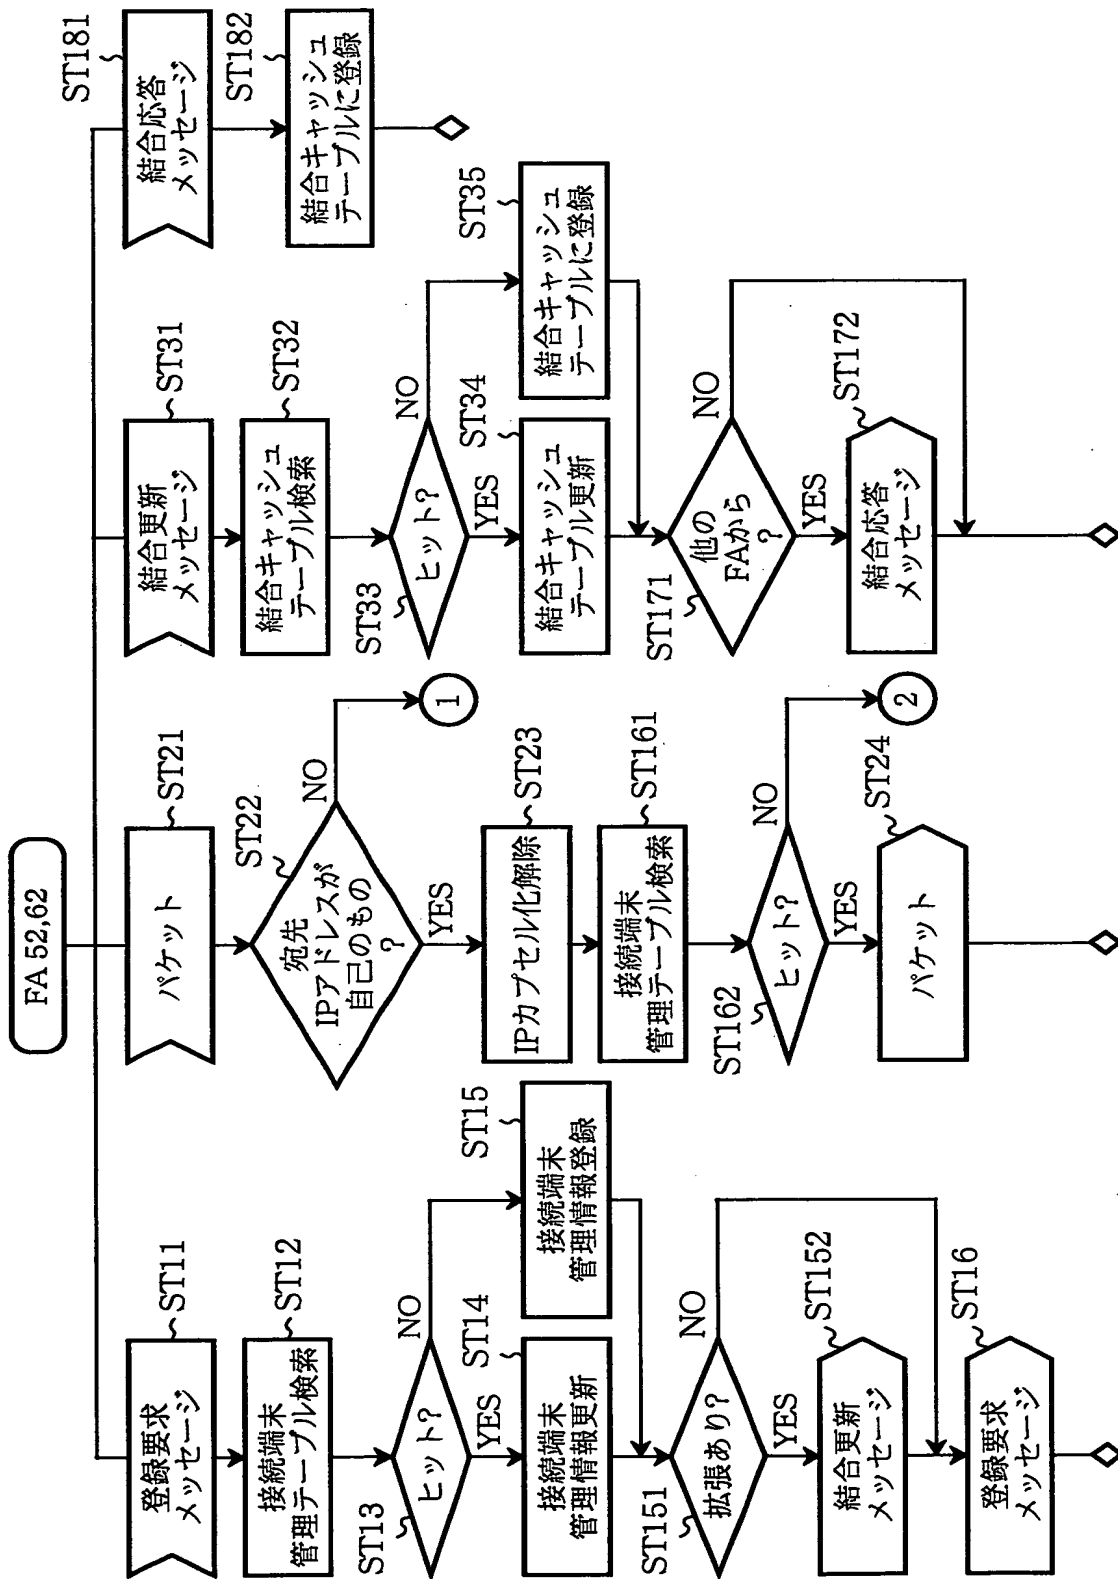 FA 52,62
登録要求
メッセージ
ST11
接続端末
管理テーブル検索
ST12
ヒット?
ST13
NO
YES
接続端末
管理情報更新
ST14
接続端末
管理情報登録
ST15
拡張あり?
ST151
NO
YES
結合更新
メッセージ
ST152
登録要求
メッセージ
ST16
パケット
ST21
宛先
IPアドレスが
自己のもの
?
ST22
NO
1
YES
IPカプセル化解除
ST23
接続端末
管理テーブル検索
ST161
ヒット?
ST162
NO
2
YES
パケット
ST24
結合更新
メッセージ
ST31
結合キャッシュ
テーブル検索
ST32
ヒット?
ST33
NO
YES
結合キャッシュ
テーブル更新
ST34
結合キャッシュ
テーブルに登録
ST35
他の
FAから
?
ST171
NO
YES
結合応答
メッセージ
ST172
結合応答
メッセージ
ST181
結合キャッシュ
テーブルに登録
ST182